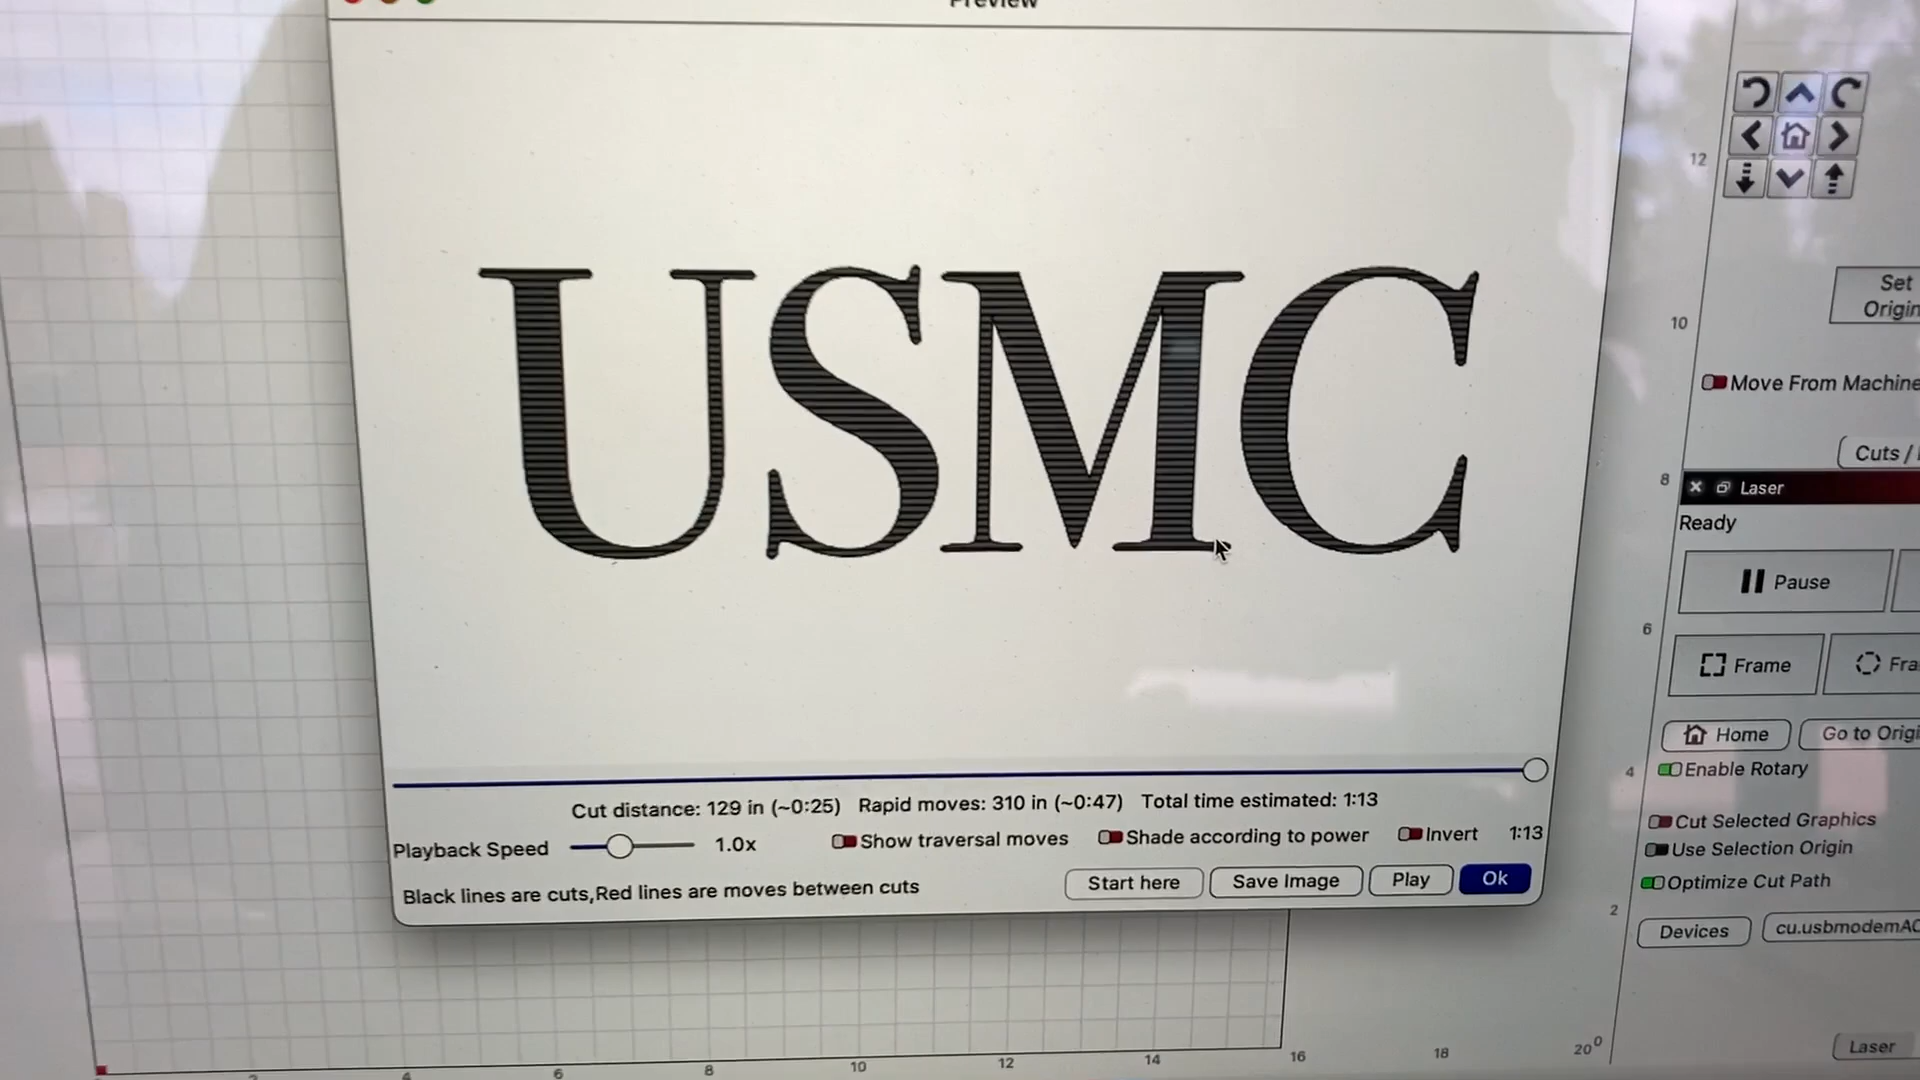 Preview
USMC
Cut distance: 129 in (~0:25) Rapid moves: 310 in (~0:47) Total time estimated: 1:13
Playback Speed 1.0x Show traversal moves Shade according to power Invert 1:13
Black lines are cuts,Red lines are moves between cuts Start here Save Image Play Ok
12
10
8
6
4
2
6
8
10
12
14
16
18
20
0
Set
Origin
Move From Machine
Cuts /
Laser
Ready
Pause
Frame
Home
Enable Rotary
Cut Selected Graphics
Use Selection Origin
Optimize Cut Path
Devices
Laser